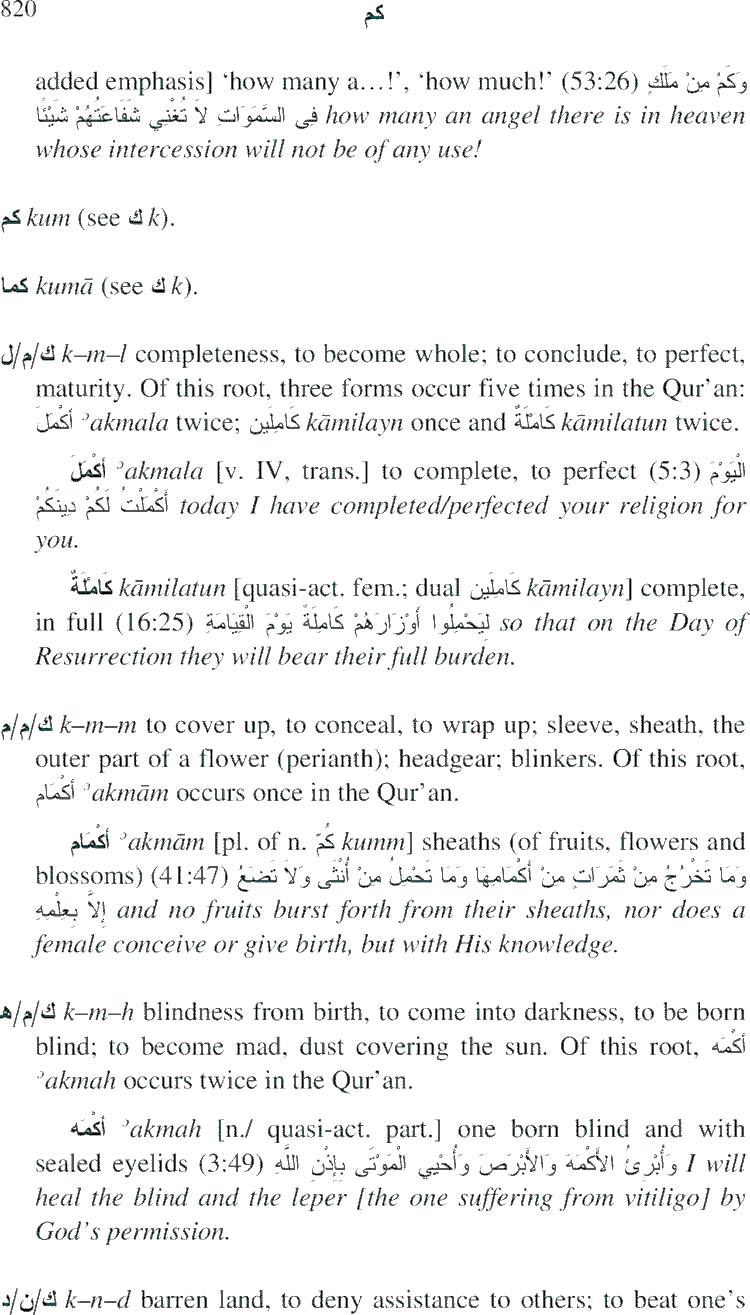 820
كم
added emphasis] ‘how many a…!’, ‘how much!’ (53:26) وَكَمْ مِنْ مَلَكٍ
فِى السَّمَوَاتِ لاَ تُغْنِي شَفَاعَتُهُمْ شَيْئًا how many an angel there is in heaven
whose intercession will not be of any use!
كم kum (see ك k).
كما kumā (see ك k).
ك/م/ل k–m–l completeness, to become whole; to conclude, to perfect,
maturity. Of this root, three forms occur five times in the Qur’an:
أَكْمَلَ ʾakmala twice; كَامِلَين kāmilayn once and كَامِلَةٌ kāmilatun twice.
أَكْمَلَ ʾakmala [v. IV, trans.] to complete, to perfect (5:3) الْيَوْمَ
أَكْمَلْتُ لَكُمْ دِينَكُمْ today I have completed/perfected your religion for
you.
كَامِلَةٌ kāmilatun [quasi-act. fem.; dual كَامِلَين kāmilayn] complete,
in full (16:25) لِيَحْمِلُوا أَوْزَارَهُمْ كَامِلَةً يَوْمَ الْقِيَامَةِ so that on the Day of
Resurrection they will bear their full burden.
ك/م/م k–m–m to cover up, to conceal, to wrap up; sleeve, sheath, the
outer part of a flower (perianth); headgear; blinkers. Of this root,
أَكْمَام ʾakmām occurs once in the Qur’an.
أَكْمَام ʾakmām [pl. of n. كُمّ kumm] sheaths (of fruits, flowers and
blossoms) (41:47) وَمَا تَخْرُجُ مِنْ ثَمَرَاتٍ مِنْ أَكْمَامِهَا وَمَا تَحْمِلُ مِنْ أُنْثَى وَلاَ تَضَعُ
إِلاَّ بِعِلْمِهِ and no fruits burst forth from their sheaths, nor does a
female conceive or give birth, but with His knowledge.
ك/م/هـ k–m–h blindness from birth, to come into darkness, to be born
blind; to become mad, dust covering the sun. Of this root, أَكْمَه
ʾakmah occurs twice in the Qur’an.
أَكْمَه ʾakmah [n./ quasi-act. part.] one born blind and with
sealed eyelids (3:49) وَأُبْرِئُ الأَكْمَهَ وَالأَبْرَصَ وَأُحْيِي الْمَوْتَى بِإِذْنِ اللَّهِ I will
heal the blind and the leper [the one suffering from vitiligo] by
God’s permission.
ك/ن/د k–n–d barren land, to deny assistance to others; to beat one’s